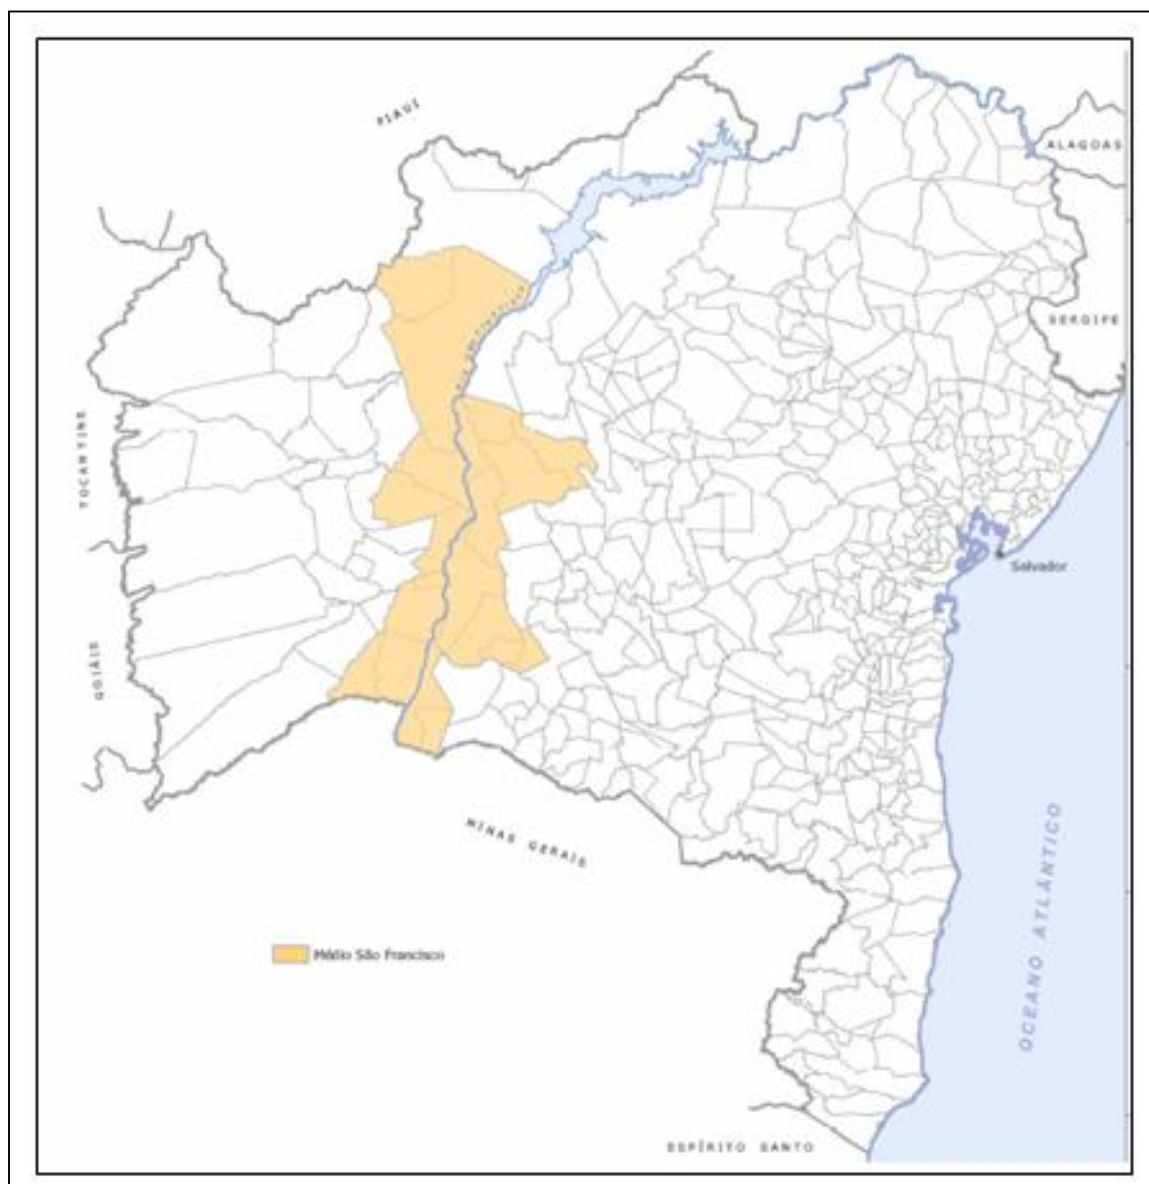 PIAUÍ
ALAGOAS
SERGIPE
TOCANTINS
Salvador
GOIÁS
MINAS GERAIS
OCEANO ATLÂNTICO
Médio São Francisco
ESPÍRITO SANTO